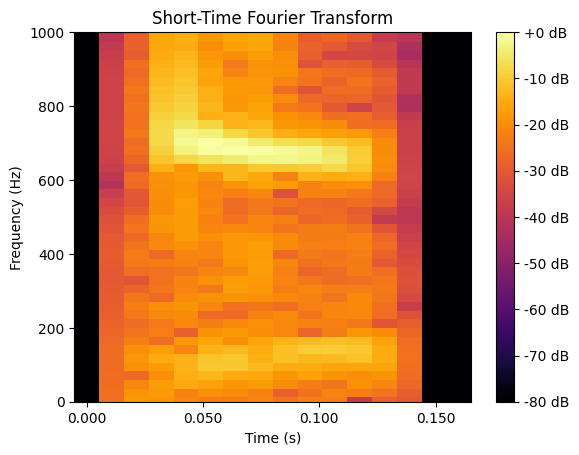 Short-Time Fourier Transform
1000
800
600
400
200
0
Frequency (Hz)
0.000
0.050
0.100
0.150
Time (s)
+0 dB
-10 dB
-20 dB
-30 dB
-40 dB
-50 dB
-60 dB
-70 dB
-80 dB